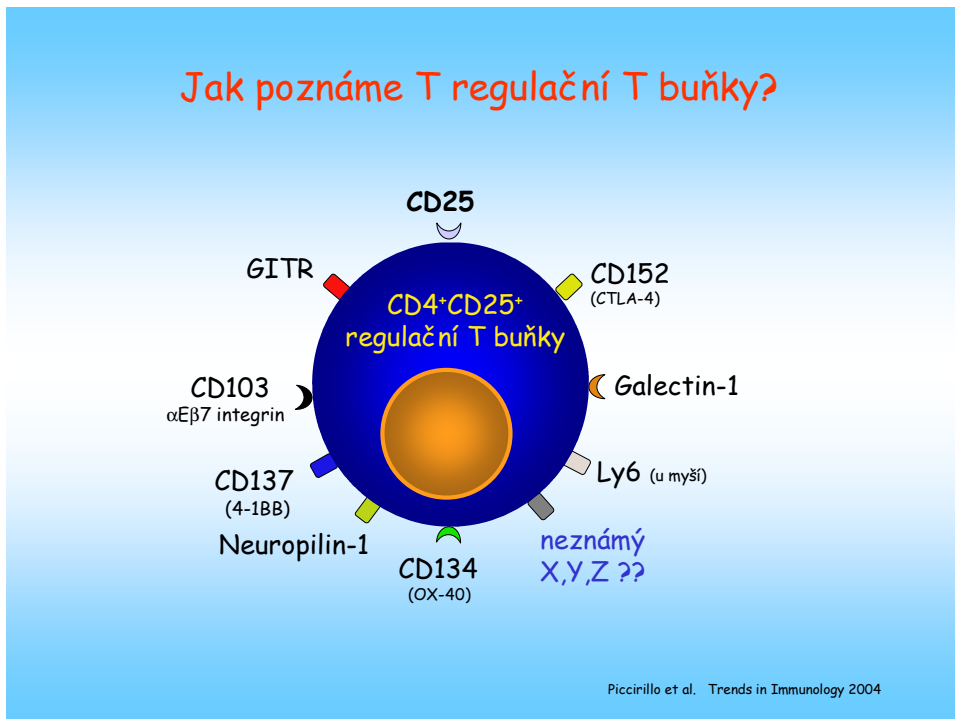 Jak poznáme T regulační T buňky?
CD25
GITR
CD152
(CTLA-4)
CD4⁺CD25⁺
regulační T buňky
CD103
αEβ7 integrin
Galectin-1
CD137
(4-1BB)
Ly6 (u myší)
Neuropilin-1
neznámý
X,Y,Z ??
CD134
(OX-40)
Piccirillo et al. Trends in Immunology 2004